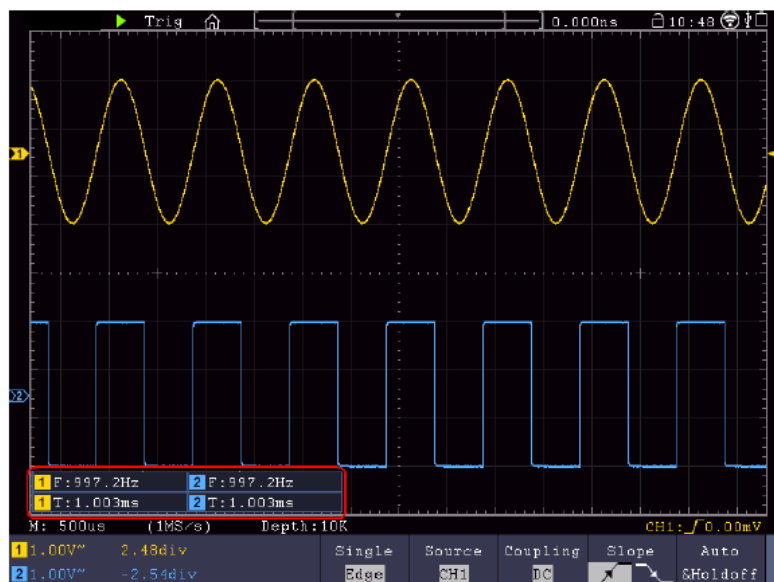 Trig 0.000ns 10:48
1
2
1 F:997.2Hz 2 F:997.2Hz
1 T:1.003ms 2 T:1.003ms
M: 500us (1MS/s) Depth:10K CH1: 0.00mV
1 1.00V~ 2.48div Single Source Coupling Slope Auto
2 1.00V~ -2.54div Edge CH1 DC &Holdoff